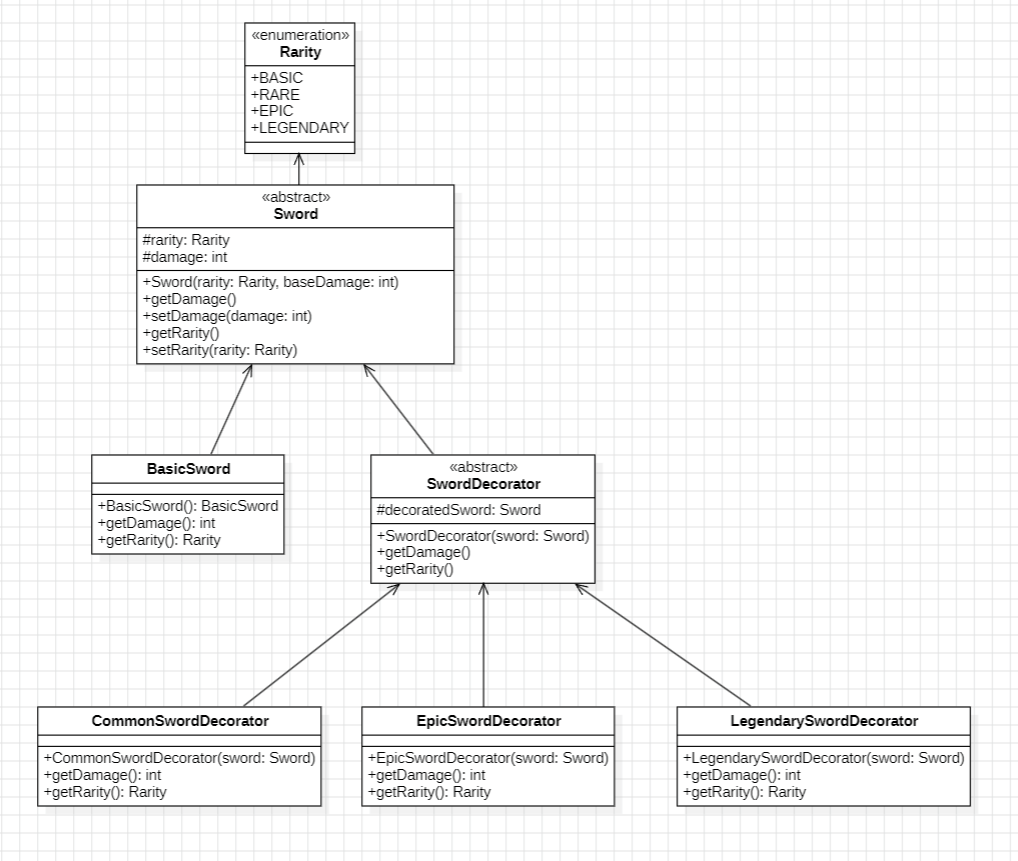 «enumeration»
Rarity
+BASIC
+RARE
+EPIC
+LEGENDARY
«abstract»
Sword
#rarity: Rarity
#damage: int
+Sword(rarity: Rarity, baseDamage: int)
+getDamage()
+setDamage(damage: int)
+getRarity()
+setRarity(rarity: Rarity)
BasicSword
+BasicSword(): BasicSword
+getDamage(): int
+getRarity(): Rarity
«abstract»
SwordDecorator
#decoratedSword: Sword
+SwordDecorator(sword: Sword)
+getDamage()
+getRarity()
CommonSwordDecorator
+CommonSwordDecorator(sword: Sword)
+getDamage(): int
+getRarity(): Rarity
EpicSwordDecorator
+EpicSwordDecorator(sword: Sword)
+getDamage(): int
+getRarity(): Rarity
LegendarySwordDecorator
+LegendarySwordDecorator(sword: Sword)
+getDamage(): int
+getRarity(): Rarity